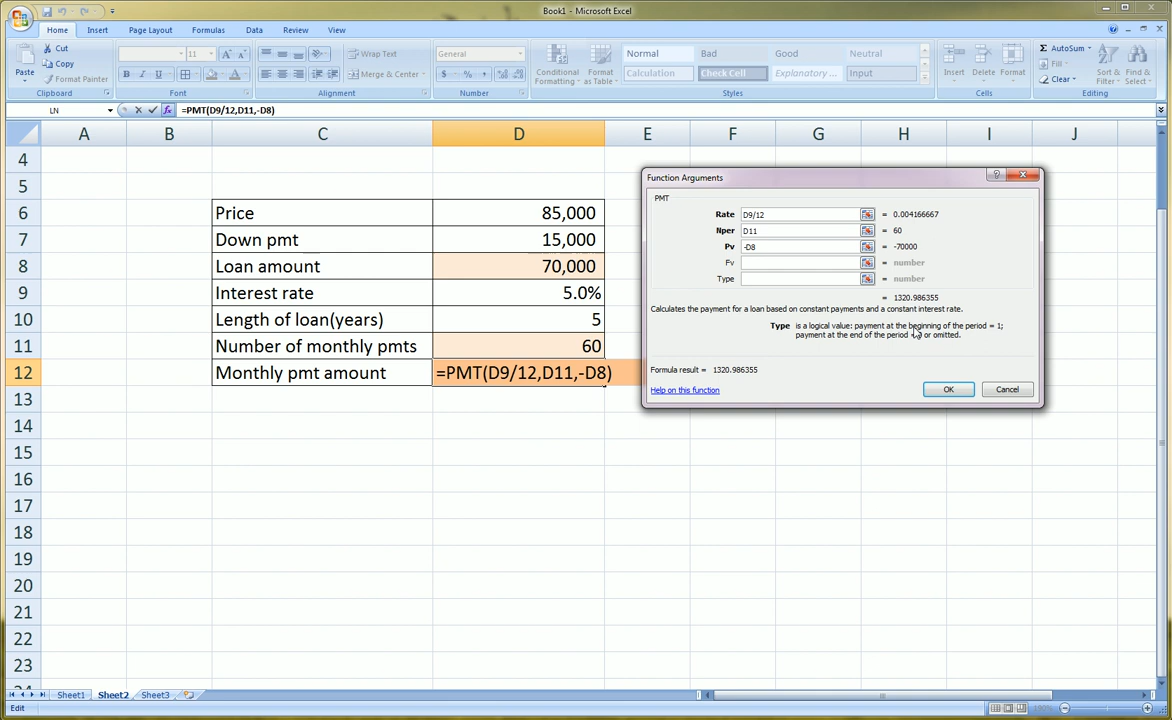 Book1 - Microsoft Excel
Home Insert Page Layout Formulas Data Review View
Cut
Copy
Format Painter
Paste
Clipboard
11
A A
B I U
Font
Wrap Text
Merge & Center
Alignment
General
$ % ,
Number
Conditional Formatting
Format as Table
Normal Bad Good Neutral
Calculation Check Cell Explanatory ... Input
Styles
Insert Delete Format
Cells
Σ AutoSum
Fill
Clear
Sort & Filter
Find & Select
Editing
LN fx =PMT(D9/12,D11,-D8)
A B C D E F G H I J
4
5
6 Price 85,000
7 Down pmt 15,000
8 Loan amount 70,000
9 Interest rate 5.0%
10 Length of loan(years) 5
11 Number of monthly pmts 60
12 Monthly pmt amount =PMT(D9/12,D11,-D8)
13
14
15
16
17
18
19
20
21
22
23
Function Arguments
PMT
Rate D9/12 = 0.004166667
Nper D11 = 60
Pv -D8 = -70000
Fv = number
Type = number
= 1320.986355
Calculates the payment for a loan based on constant payments and a constant interest rate.
Type is a logical value: payment at the beginning of the period = 1;
payment at the end of the period or omitted.
Formula result = 1320.986355
Help on this function
OK Cancel
Sheet1 Sheet2 Sheet3
Edit